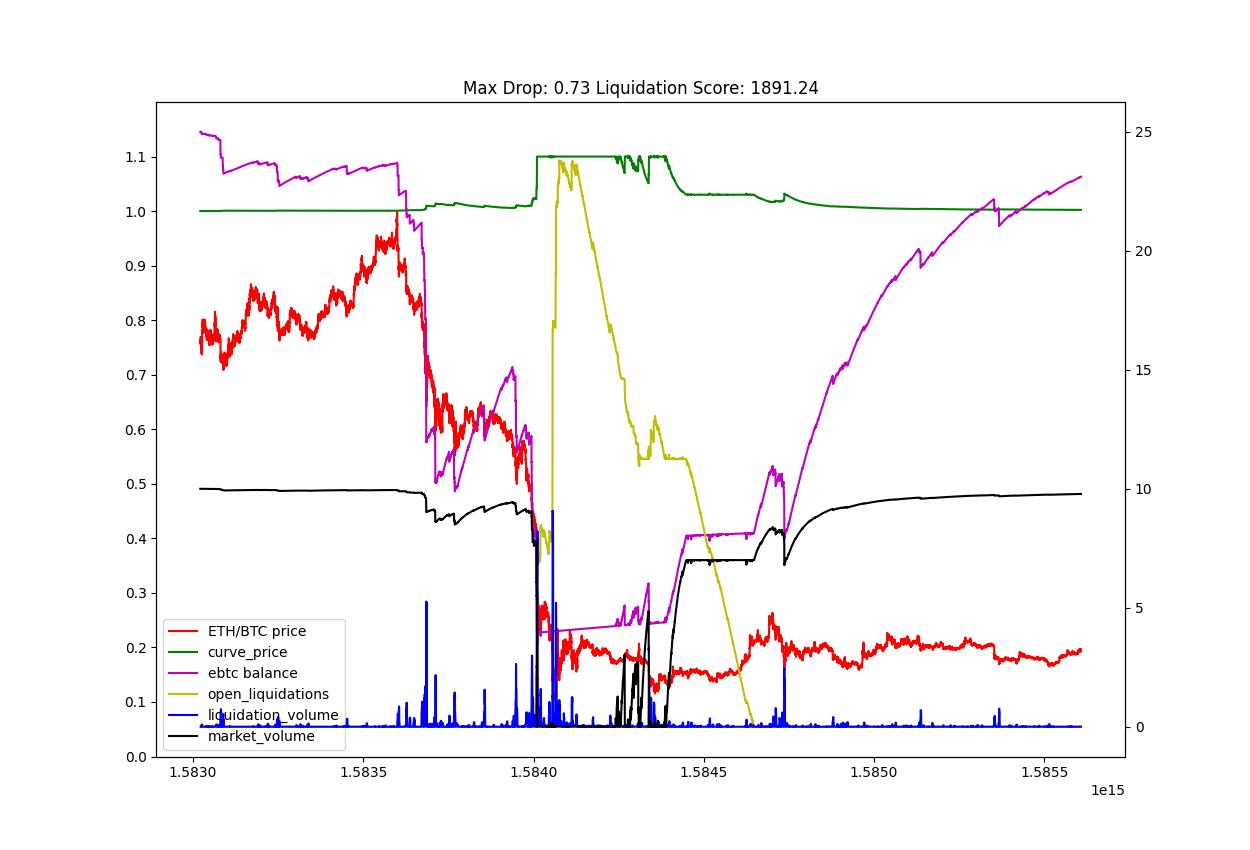 Max Drop: 0.73 Liquidation Score: 1891.24
1.1
1.0
0.9
0.8
0.7
0.6
0.5
0.4
0.3
0.2
0.1
0.0
25
20
15
10
5
0
ETH/BTC price
curve_price
ebtc balance
open_liquidations
liquidation_volume
market_volume
1.5830 1.5835 1.5840 1.5845 1.5850 1.5855
1e15